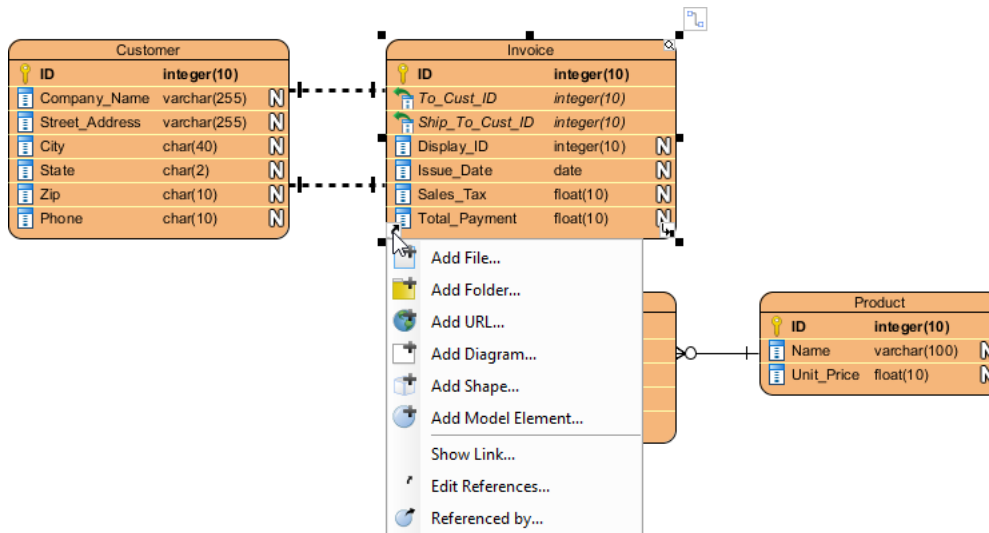 Customer
ID integer(10)
Company_Name varchar(255) N
Street_Address varchar(255) N
City char(40) N
State char(2) N
Zip char(10) N
Phone char(10) N
Invoice
ID integer(10)
To_Cust_ID integer(10)
Ship_To_Cust_ID integer(10)
Display_ID integer(10) N
Issue_Date date N
Sales_Tax float(10) N
Total_Payment float(10) N
Add File...
Add Folder...
Add URL...
Add Diagram...
Add Shape...
Add Model Element...
Show Link...
Edit References...
Referenced by...
Product
ID integer(10)
Name varchar(100) N
Unit_Price float(10) N